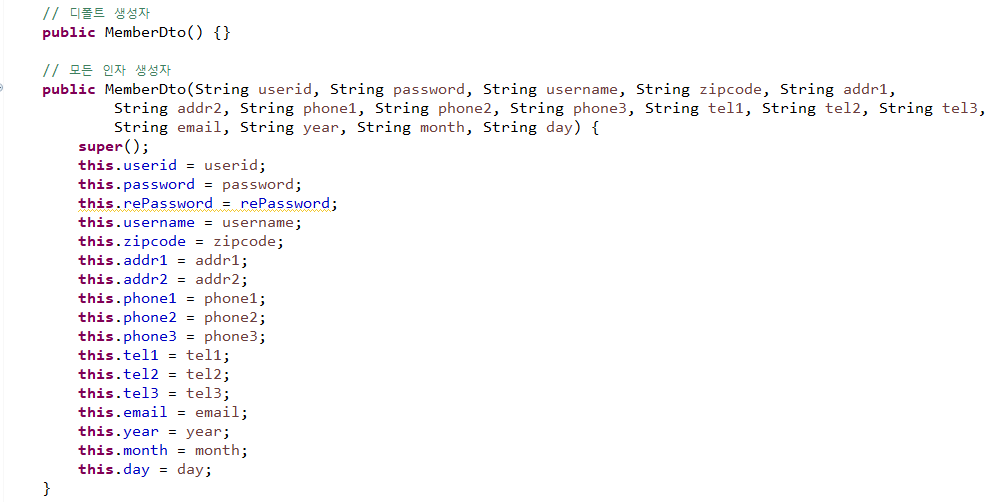 // 디폴트 생성자
public MemberDto() {}
// 모든 인자 생성자
public MemberDto(String userid, String password, String username, String zipcode, String addr1,
String addr2, String phone1, String phone2, String phone3, String tel1, String tel2, String tel3,
String email, String year, String month, String day) {
super();
this.userid = userid;
this.password = password;
this.rePassword = rePassword;
this.username = username;
this.zipcode = zipcode;
this.addr1 = addr1;
this.addr2 = addr2;
this.phone1 = phone1;
this.phone2 = phone2;
this.phone3 = phone3;
this.tel1 = tel1;
this.tel2 = tel2;
this.tel3 = tel3;
this.email = email;
this.year = year;
this.month = month;
this.day = day;
}